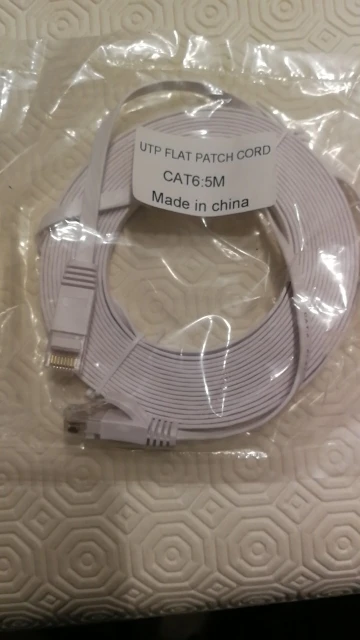 UTP FLAT PATCH CORD
CAT6:5M
Made in china